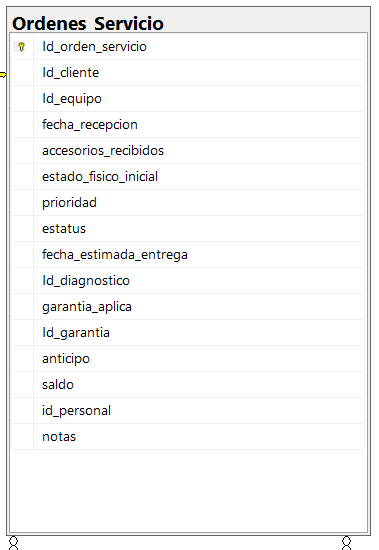 Ordenes_Servicio
Id_orden_servicio
Id_cliente
Id_equipo
fecha_recepcion
accesorios_recibidos
estado_fisico_inicial
prioridad
estatus
fecha_estimada_entrega
Id_diagnostico
garantia_aplica
Id_garantia
anticipo
saldo
id_personal
notas